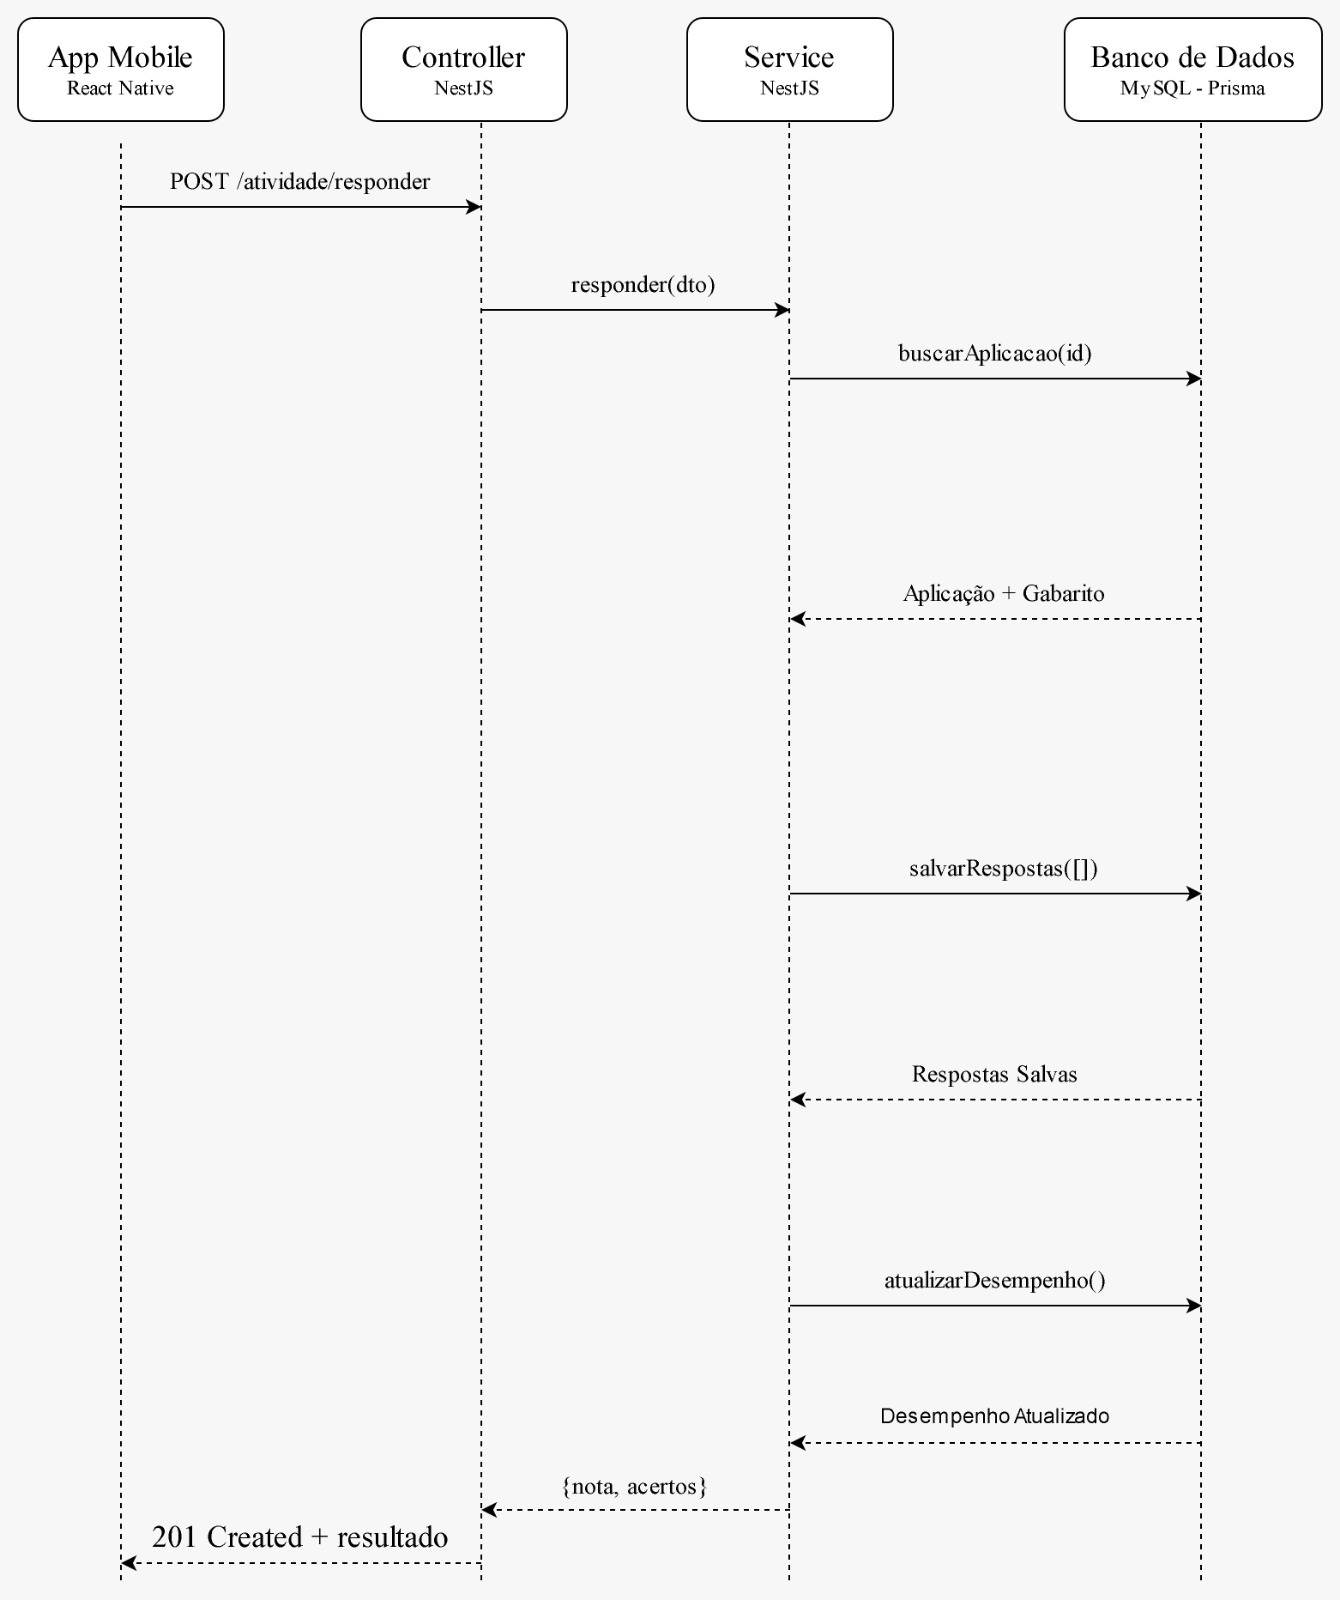 App Mobile
React Native
Controller
NestJS
Service
NestJS
Banco de Dados
MySQL - Prisma
POST /atividade/responder
responder(dto)
buscarAplicacao(id)
Aplicação + Gabarito
salvarRespostas([])
Respostas Salvas
atualizarDesempenho()
Desempenho Atualizado
{nota, acertos}
201 Created + resultado